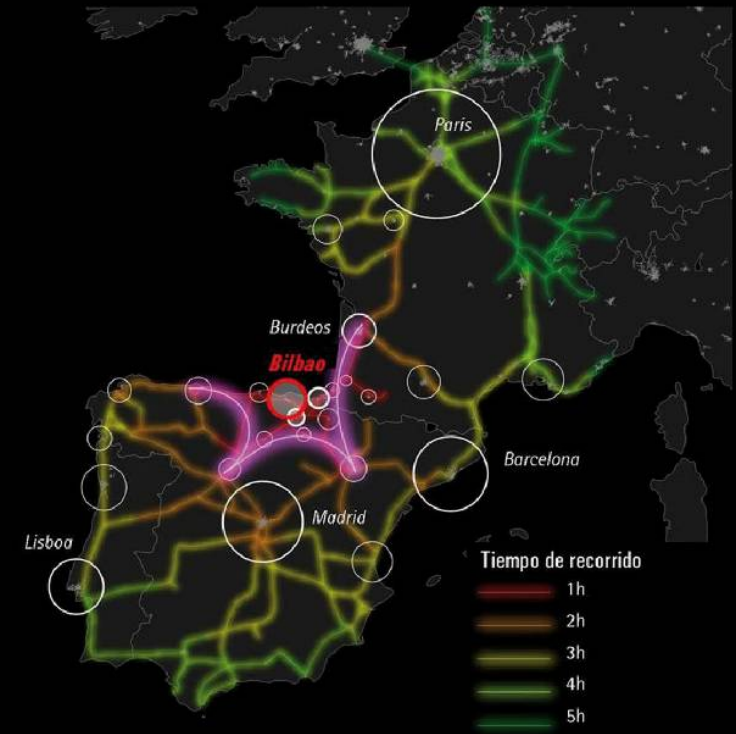 Paris
Burdeos
Bilbao
Barcelona
Madrid
Lisboa
Tiempo de recorrido
1h
2h
3h
4h
5h